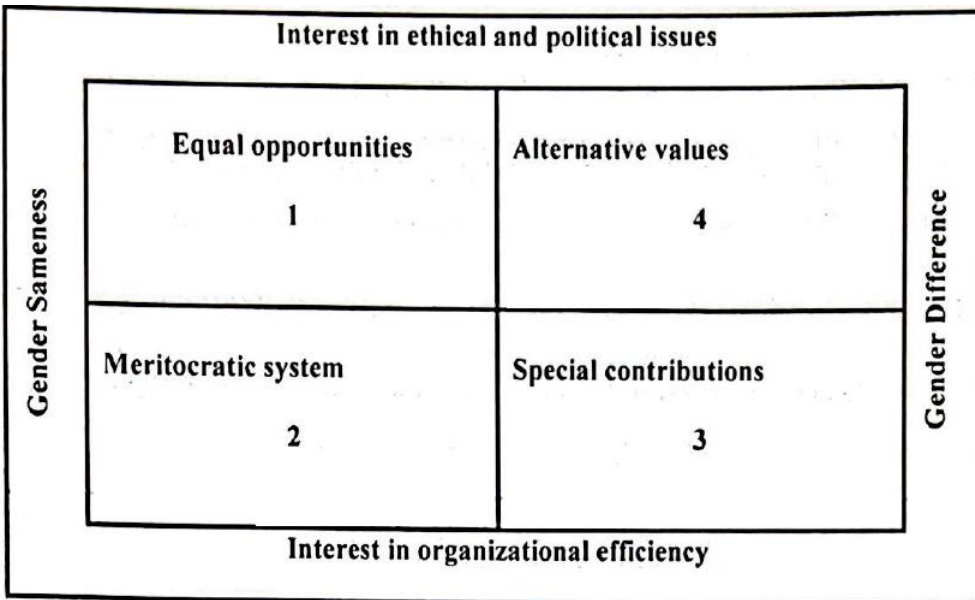 Interest in ethical and political issues
Gender Sameness
Equal opportunities
1
Alternative values
4
Meritocratic system
2
Special contributions
3
Gender Difference
Interest in organizational efficiency